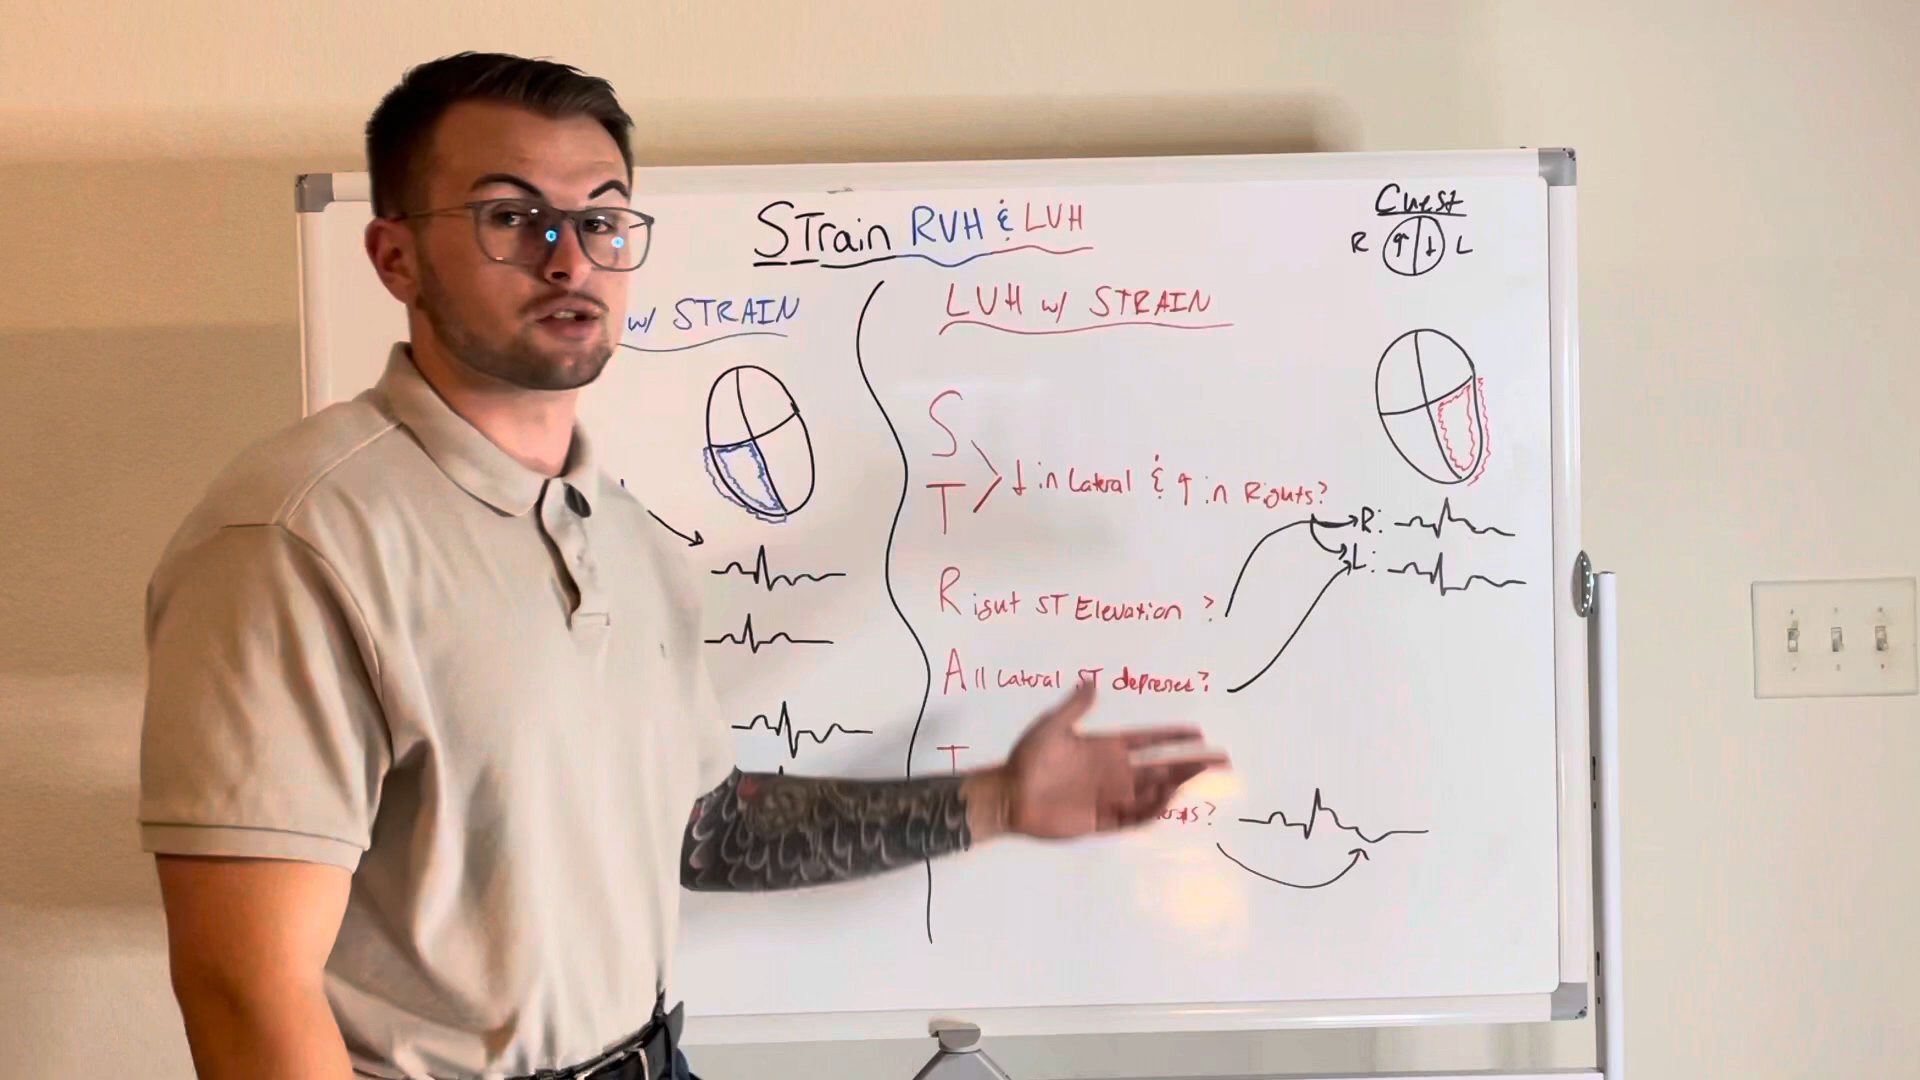 STrain RVH & LVH
Chest
R ↑ ↓ L
w/ STRAIN
LVH w/ STRAIN
S
T
↓ in Lateral & ↑ in Rights?
R:
L:
Right ST Elevation ?
All Lateral ST depressed?
T